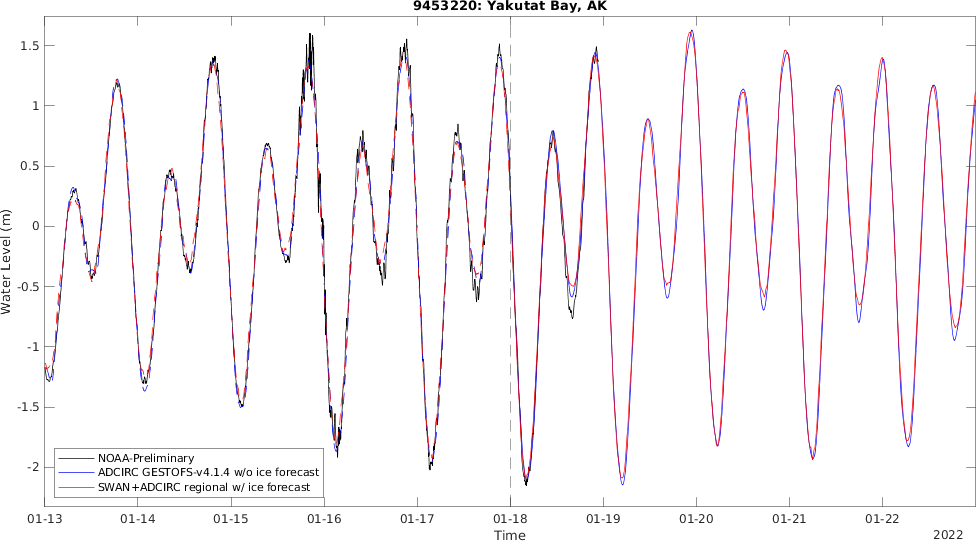 9453220: Yakutat Bay, AK
Water Level (m)
1.5
1
0.5
0
-0.5
-1
-1.5
-2
NOAA-Preliminary
ADCIRC GESTOFS-v4.1.4 w/o ice forecast
SWAN+ADCIRC regional w/ ice forecast
01-13 01-14 01-15 01-16 01-17 01-18 01-19 01-20 01-21 01-22
Time
2022